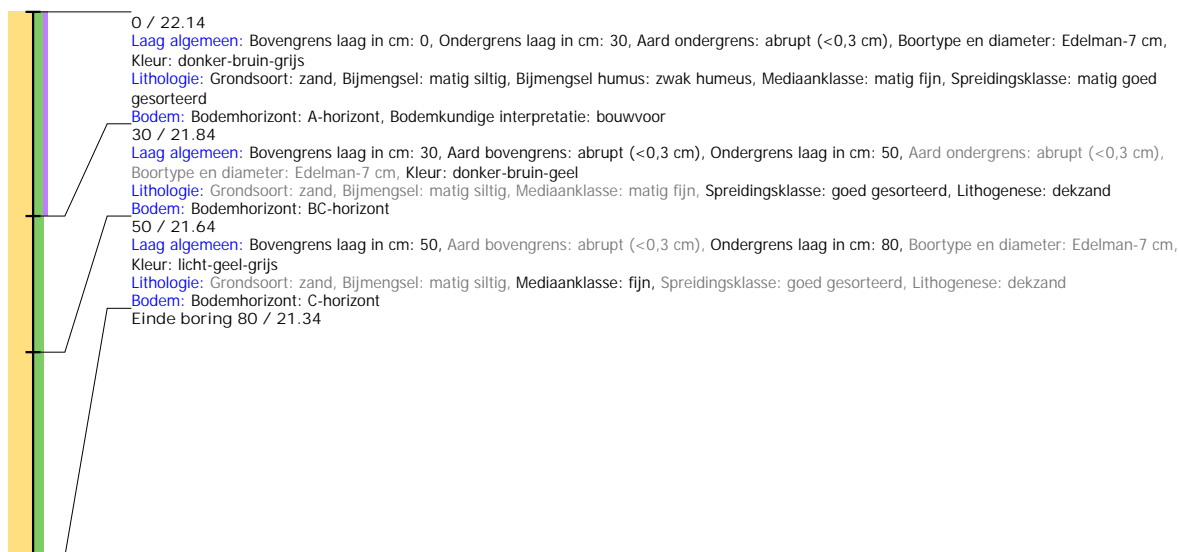 0 / 22.14
Laag algemeen: Bovengrens laag in cm: 0, Ondergrens laag in cm: 30, Aard ondergrens: abrupt (<0,3 cm), Boortype en diameter: Edelman-7 cm,
Kleur: donker-bruin-grijs
Lithologie: Grondsoort: zand, Bijmengsel: matig siltig, Bijmengsel humus: zwak humeus, Mediaanklasse: matig fijn, Spreidingsklasse: matig goed
gesorteerd
Bodem: Bodemhorizont: A-horizont, Bodemkundige interpretatie: bouwvoor
30 / 21.84
Laag algemeen: Bovengrens laag in cm: 30, Aard bovengrens: abrupt (<0,3 cm), Ondergrens laag in cm: 50, Aard ondergrens: abrupt (<0,3 cm),
Boortype en diameter: Edelman-7 cm, Kleur: donker-bruin-geel
Lithologie: Grondsoort: zand, Bijmengsel: matig siltig, Mediaanklasse: matig fijn, Spreidingsklasse: goed gesorteerd, Lithogenese: dekzand
Bodem: Bodemhorizont: BC-horizont
50 / 21.64
Laag algemeen: Bovengrens laag in cm: 50, Aard bovengrens: abrupt (<0,3 cm), Ondergrens laag in cm: 80, Boortype en diameter: Edelman-7 cm,
Kleur: licht-geel-grijs
Lithologie: Grondsoort: zand, Bijmengsel: matig siltig, Mediaanklasse: fijn, Spreidingsklasse: goed gesorteerd, Lithogenese: dekzand
Bodem: Bodemhorizont: C-horizont
Einde boring 80 / 21.34